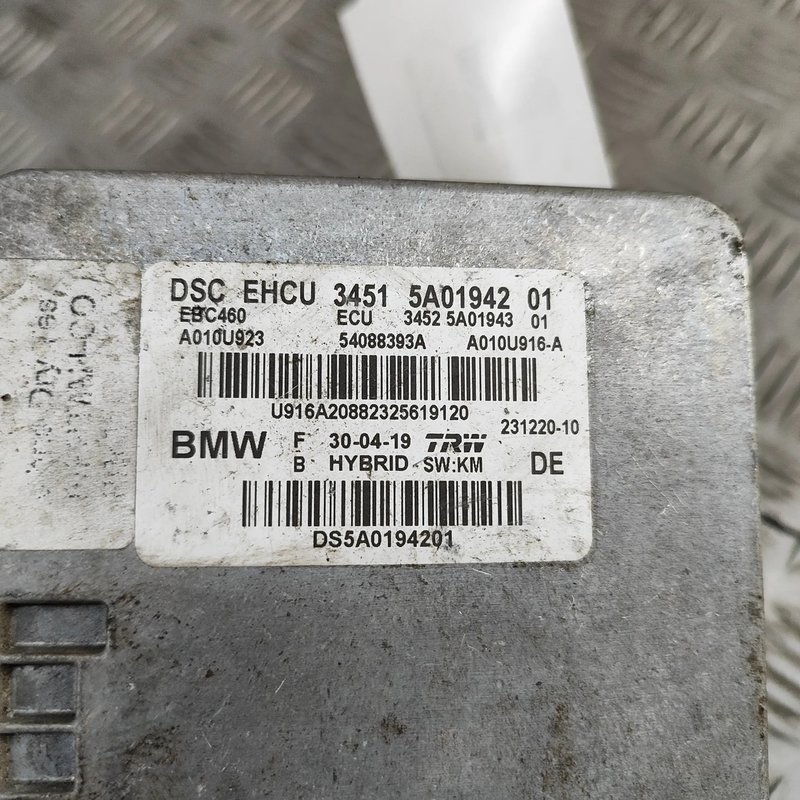 DSC EHCU 3451 5A01942 01
EBC460 ECU 3452 5A01943 01
A010U923 54088393A A010U916-A
U916A20882325619120
231220-10
BMW F 30-04-19 TRW
B HYBRID SW:KM DE
DS5A0194201